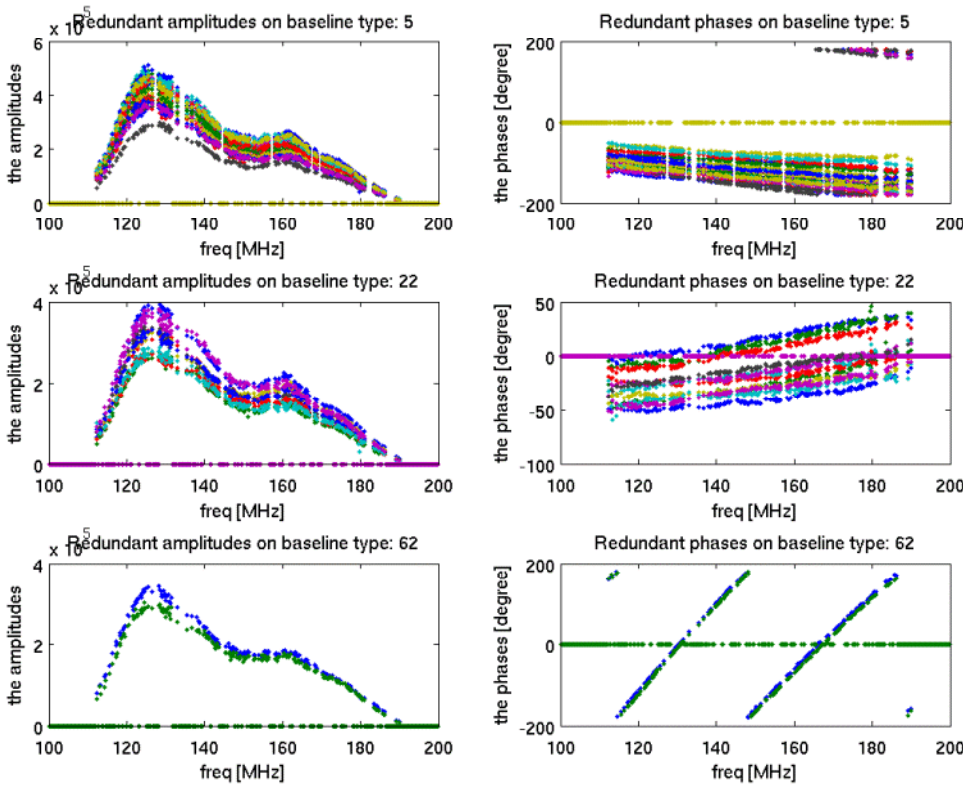 Redundant amplitudes on baseline type: 5
x 10
5
6
4
2
0
the amplitudes
100 120 140 160 180 200
freq [MHz]
Redundant phases on baseline type: 5
200
0
-200
the phases [degree]
100 120 140 160 180 200
freq [MHz]
Redundant amplitudes on baseline type: 22
x 10
5
4
2
0
the amplitudes
100 120 140 160 180 200
freq [MHz]
Redundant phases on baseline type: 22
50
0
-50
-100
the phases [degree]
100 120 140 160 180 200
freq [MHz]
Redundant amplitudes on baseline type: 62
x 10
5
4
2
0
the amplitudes
100 120 140 160 180 200
freq [MHz]
Redundant phases on baseline type: 62
200
0
-200
the phases [degree]
100 120 140 160 180 200
freq [MHz]